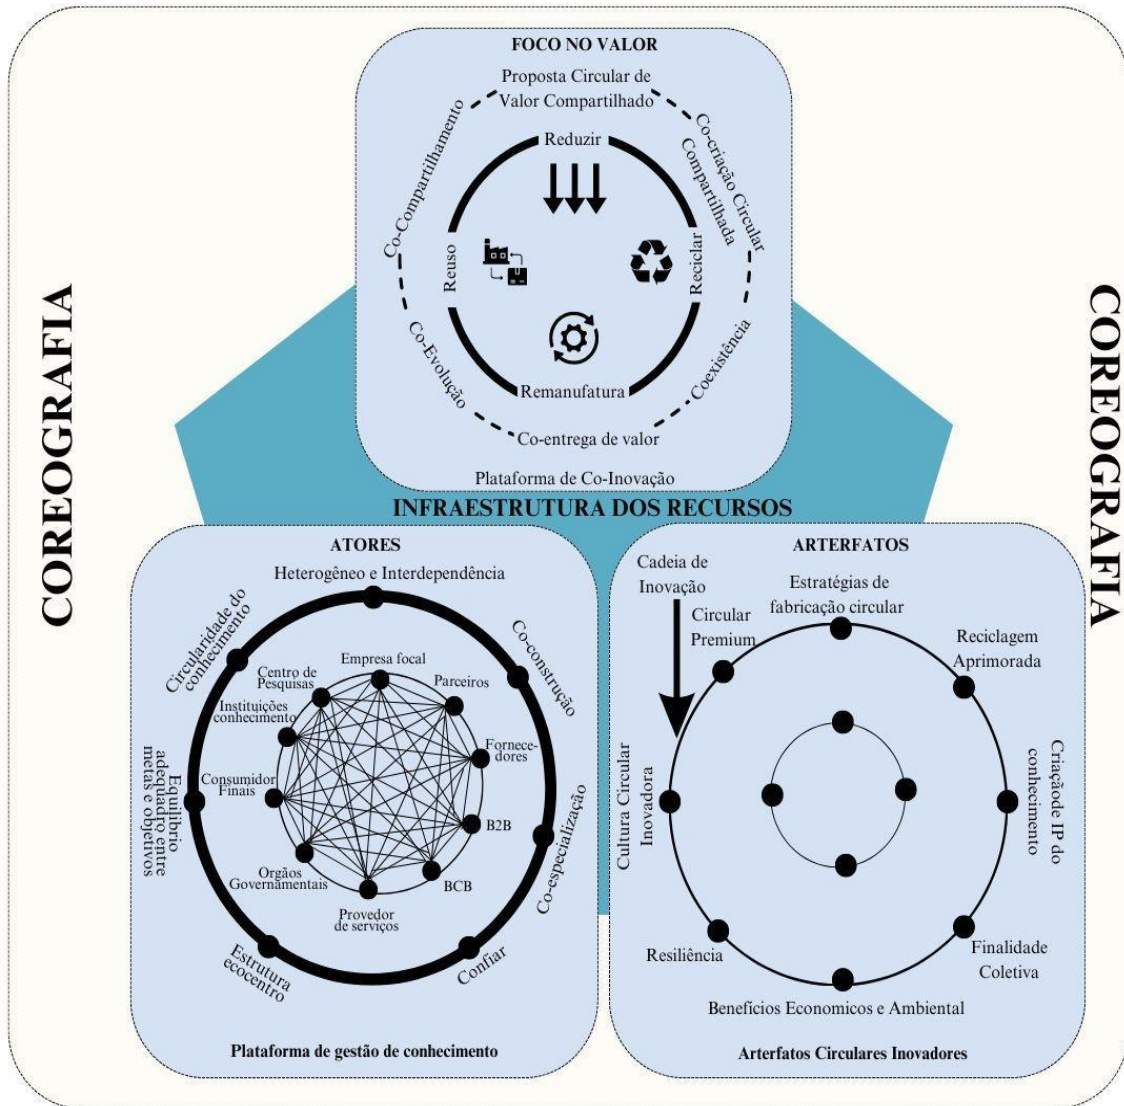 COREOGRAFIA
COREOGRAFIA
FOCO NO VALOR
Proposta Circular de
Valor Compartilhado
Co-criação Circular
Compartilhada
Coexistência
Co-entrega de valor
Co-Evolução
Co-Compartilhamento
Reduzir
Reciclar
Remanufatura
Reuso
Plataforma de Co-Inovação
INFRAESTRUTURA DOS RECURSOS
ATORES
Heterogêneo e Interdependência
Co-construção
Co-especialização
Confiar
Estrutura
ecocentro
Equilibrio
adequadro entre
metas e objetivos
Circularidade do
conhecimento
Empresa focal
Parceiros
Fornece-
dores
B2B
BCB
Provedor
de serviços
Orgãos
Governamentais
Consumidor
Finais
Instituições
conhecimento
Centro de
Pesquisas
Plataforma de gestão de conhecimento
ARTERFATOS
Cadeia de
Inovação
Estratégias de
fabricação circular
Circular
Premium
Reciclagem
Aprimorada
Criaçãode IP do
conhecimento
Finalidade
Coletiva
Benefícios Economicos e Ambiental
Resiliência
Cultura Circular
Inovadora
Arterfatos Circulares Inovadores